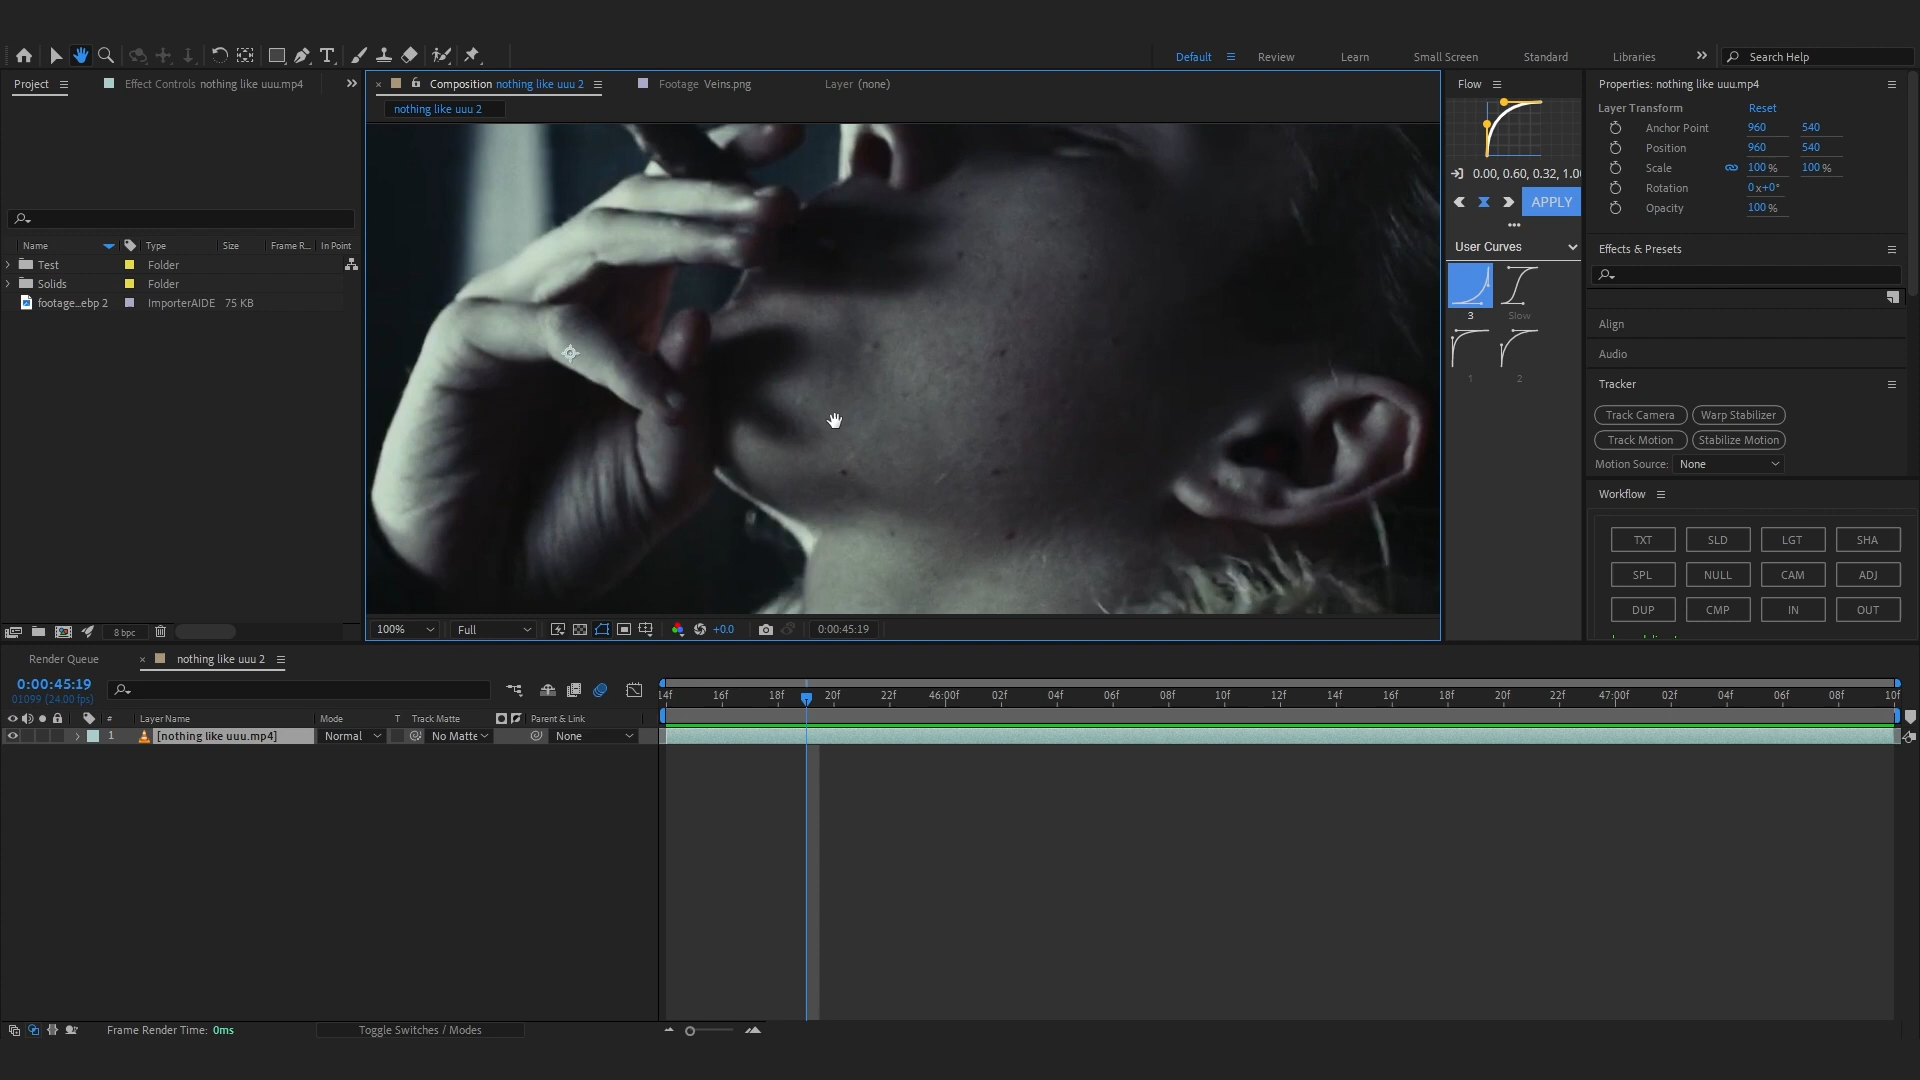 Default
Review
Learn
Small Screen
Standard
Libraries
Search Help
Project
Effect Controls nothing like uuu.mp4
Composition nothing like uuu 2
Footage Veins.png
Layer (none)
nothing like uuu 2
Name
Type
Size
Frame R...
In Point
Test
Folder
Solids
Folder
footage...ebp 2
ImporterAIDE
75 KB
8 bpc
100%
Full
+0.0
0:00:45:19
Flow
0.00, 0.60, 0.32, 1.0
APPLY
User Curves
3
Slow
1
2
Properties: nothing like uuu.mp4
Layer Transform
Reset
Anchor Point
960
540
Position
960
540
Scale
100 %
100 %
Rotation
0x+0°
Opacity
100 %
Effects & Presets
Align
Audio
Tracker
Track Camera
Warp Stabilizer
Track Motion
Stabilize Motion
Motion Source:
None
Workflow
TXT
SLD
LGT
SHA
SPL
NULL
CAM
ADJ
DUP
CMP
IN
OUT
Render Queue
nothing like uuu 2
0:00:45:19
01099 (24.00 fps)
14f
16f
18f
20f
22f
46:00f
02f
04f
06f
08f
10f
12f
14f
16f
18f
20f
22f
47:00f
02f
04f
06f
08f
10f
#
Layer Name
Mode
T
Track Matte
Parent & Link
1
[nothing like uuu.mp4]
Normal
No Matte
None
Frame Render Time: 0ms
Toggle Switches / Modes